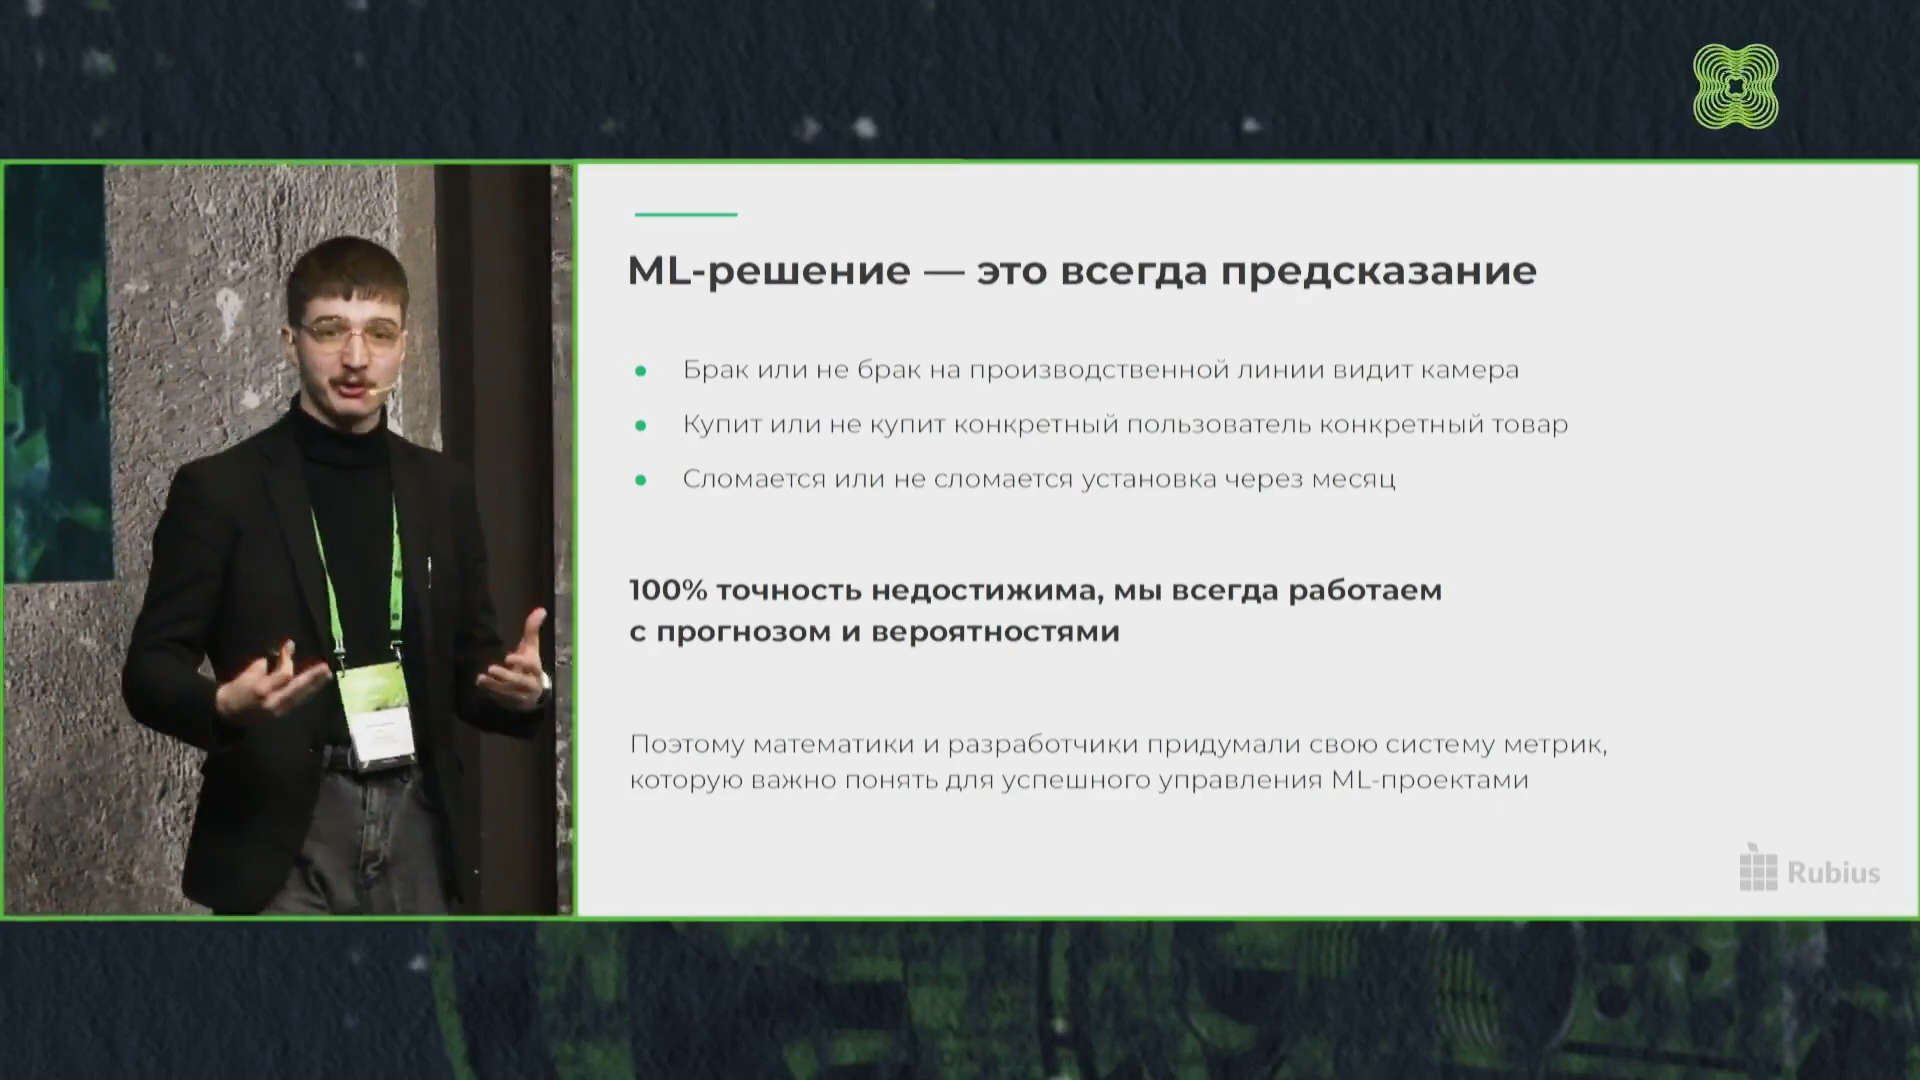 ML-решение — это всегда предсказание
Брак или не брак на производственной линии видит камера
Купит или не купит конкретный пользователь конкретный товар
Сломается или не сломается установка через месяц
100% точность недостижима, мы всегда работаем
с прогнозом и вероятностями
Поэтому математики и разработчики придумали свою систему метрик,
которую важно понять для успешного управления ML-проектами
Rubius